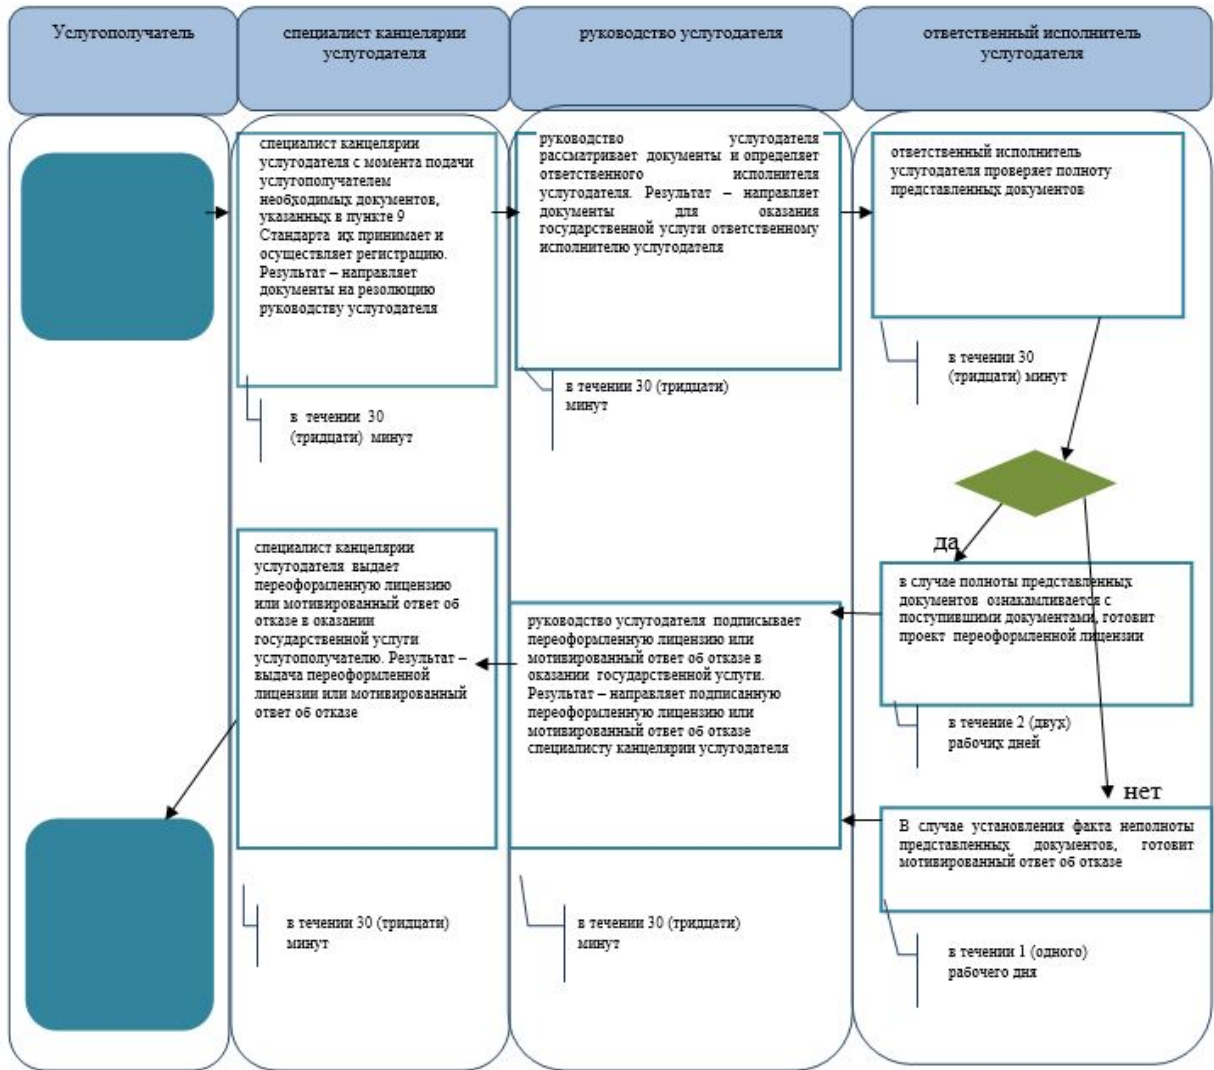 Услугополучатель
специалист канцелярии
услугодателя
руководство услугодателя
ответственный исполнитель
услугодателя
специалист канцелярии
услугодателя с момента подачи
услугополучателем
необходимых документов,
указанных в пункте 9
Стандарта их принимает и
осуществляет регистрацию.
Результат – направляет
документы на резолюцию
руководству услугодателя
в течении 30
(тридцати) минут
руководство услугодателя
рассматривает документы и определяет
ответственного исполнителя
услугодателя. Результат – направляет
документы для оказания
государственной услуги ответственному
исполнителю услугодателя
в течении 30 (тридцати)
минут
ответственный исполнитель
услугодателя проверяет полноту
представленных документов
в течении 30
(тридцати) минут
да
в случае полноты представленных
документов ознакамливается с
поступившими документами, готовит
проект переоформленной лицензии
в течение 2 (двух)
рабочих дней
нет
В случае установления факта неполноты
представленных документов, готовит
мотивированный ответ об отказе
в течении 1 (одного)
рабочего дня
руководство услугодателя подписывает
переоформленную лицензию или
мотивированный ответ об отказе в
оказании государственной услуги.
Результат – направляет подписанную
переоформленную лицензию или
мотивированный ответ об отказе
специалисту канцелярии услугодателя
в течении 30 (тридцати)
минут
специалист канцелярии
услугодателя выдает
переоформленную лицензию
или мотивированный ответ об
отказе в оказании
государственной услуги
услугополучателю. Результат –
выдача переоформленной
лицензии или мотивированный
ответ об отказе
в течении 30 (тридцати)
минут